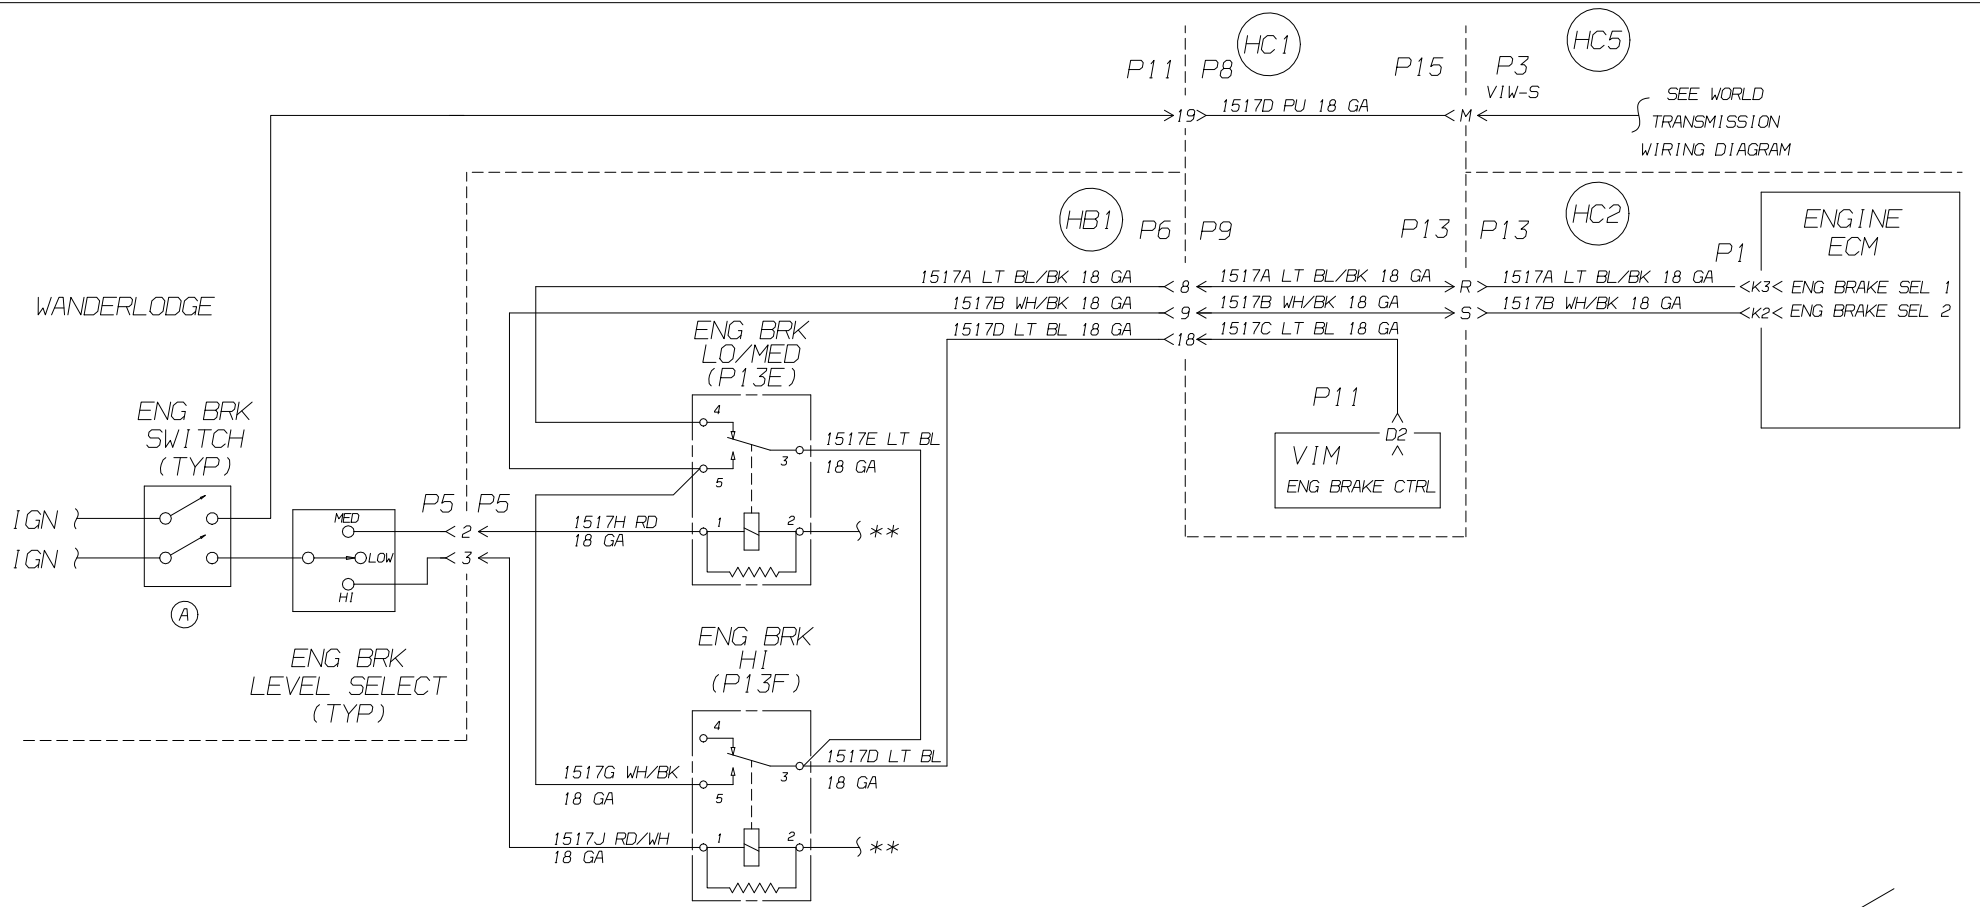 HC1
HC5
P11
P8
P15
P3
VIW-S
1517D PU 18 GA
19
M
SEE WORLD
TRANSMISSION
WIRING DIAGRAM
HB1
P6
P9
P13
P13
HC2
P1
ENGINE
ECM
1517A LT BL/BK 18 GA
8
1517A LT BL/BK 18 GA
R
1517A LT BL/BK 18 GA
K3
ENG BRAKE SEL 1
1517B WH/BK 18 GA
9
1517B WH/BK 18 GA
S
1517B WH/BK 18 GA
K2
ENG BRAKE SEL 2
1517D LT BL 18 GA
18
1517C LT BL 18 GA
WANDERLODGE
ENG BRK
LO/MED
(P13E)
P11
D2
VIM
ENG BRAKE CTRL
ENG BRK
SWITCH
(TYP)
4
3
5
1517E LT BL
18 GA
IGN
IGN
A
MED
LOW
HI
P5
P5
2
3
1517H RD
18 GA
1
2
**
ENG BRK
LEVEL SELECT
(TYP)
ENG BRK
HI
(P13F)
4
3
5
1517D LT BL
18 GA
1517G WH/BK
18 GA
1517J RD/WH
18 GA
1
2
**